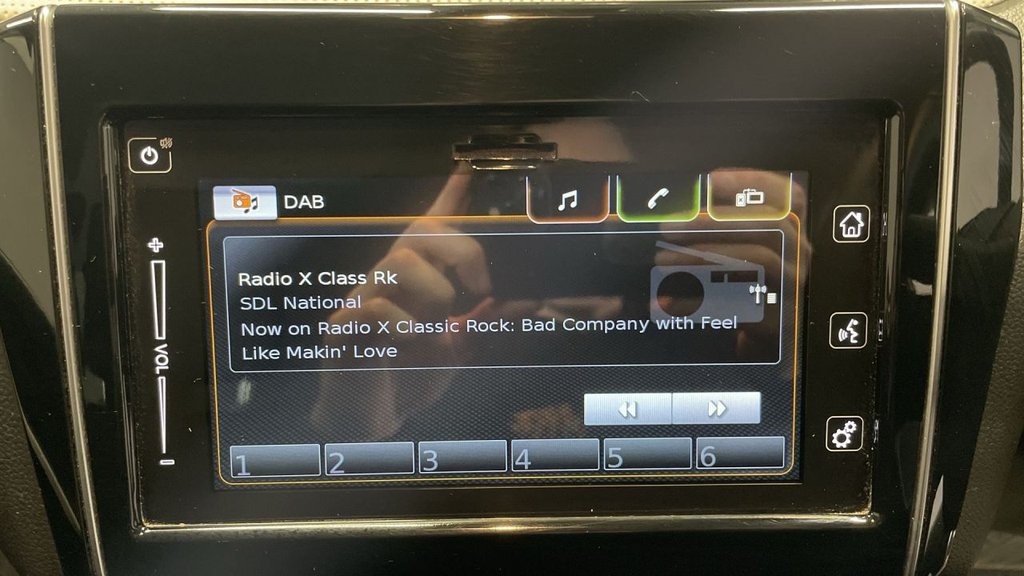 DAB
Radio X Class Rk
SDL National
Now on Radio X Classic Rock: Bad Company with Feel
Like Makin' Love
+
VOL
-
1 2 3 4 5 6